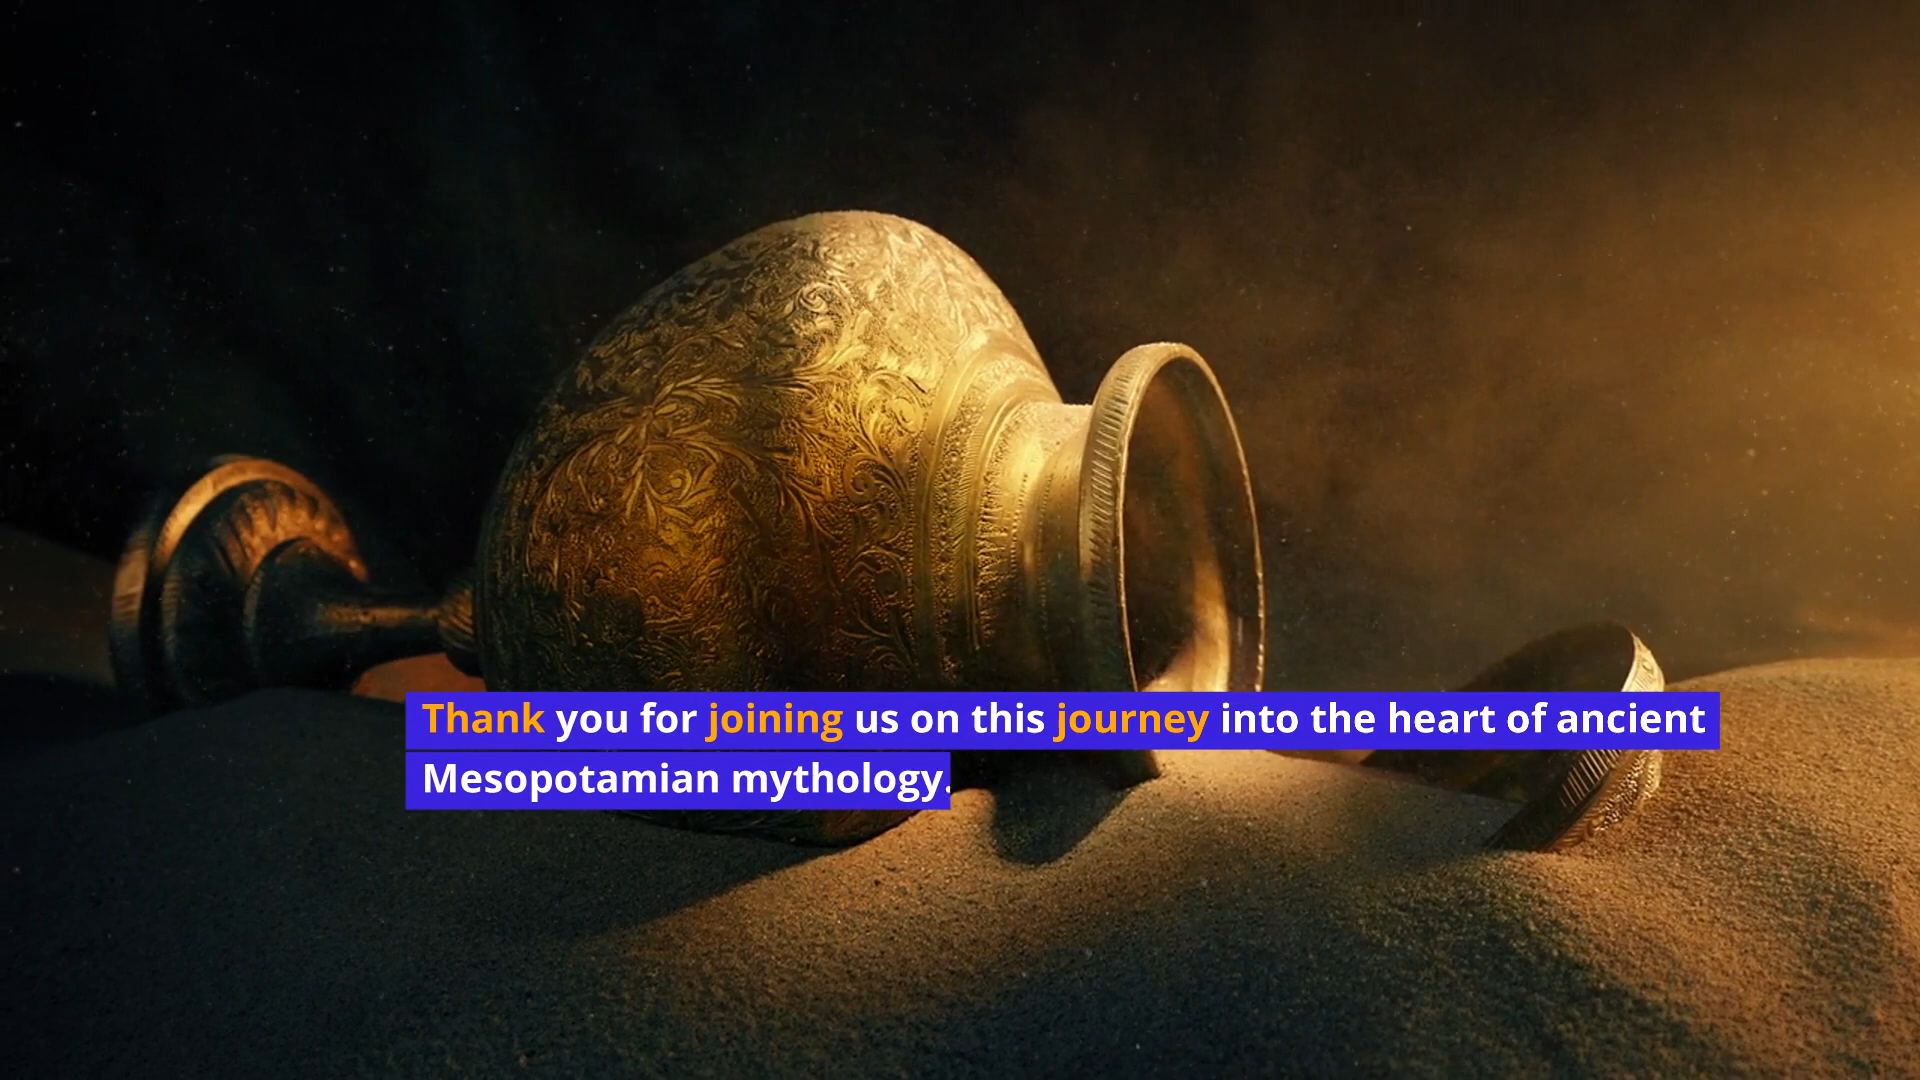 Thank you for joining us on this journey into the heart of ancient
Mesopotamian mythology.